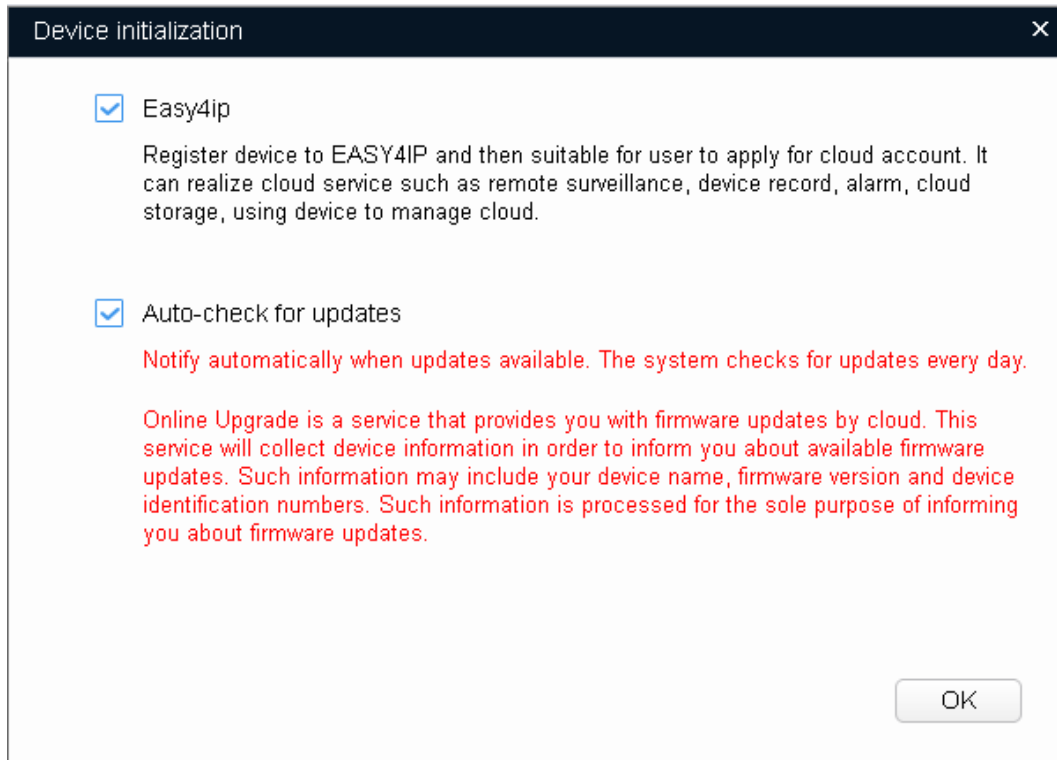 Device initialization
Easy4ip
Register device to EASY4IP and then suitable for user to apply for cloud account. It
can realize cloud service such as remote surveillance, device record, alarm, cloud
storage, using device to manage cloud.
Auto-check for updates
Notify automatically when updates available. The system checks for updates every day.
Online Upgrade is a service that provides you with firmware updates by cloud. This
service will collect device information in order to inform you about available firmware
updates. Such information may include your device name, firmware version and device
identification numbers. Such information is processed for the sole purpose of informing
you about firmware updates.
OK